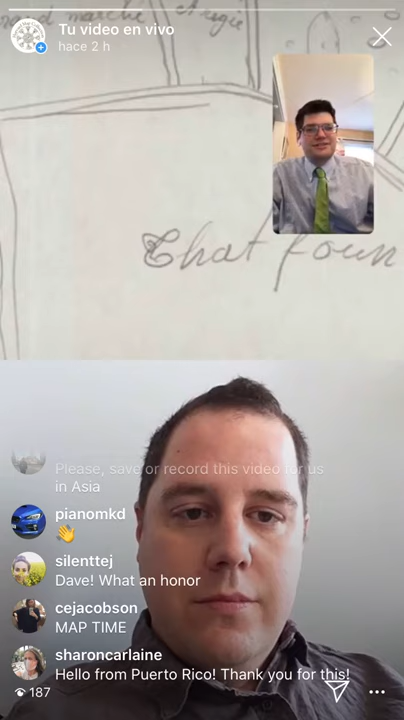 Tu video en vivo
hace 2 h
Chat foun
Please, save or record this video for us
in Asia
pianomkd
👋
silenttej
Dave! What an honor
cejacobson
MAP TIME
sharoncarlaine
Hello from Puerto Rico! Thank you for this!
187